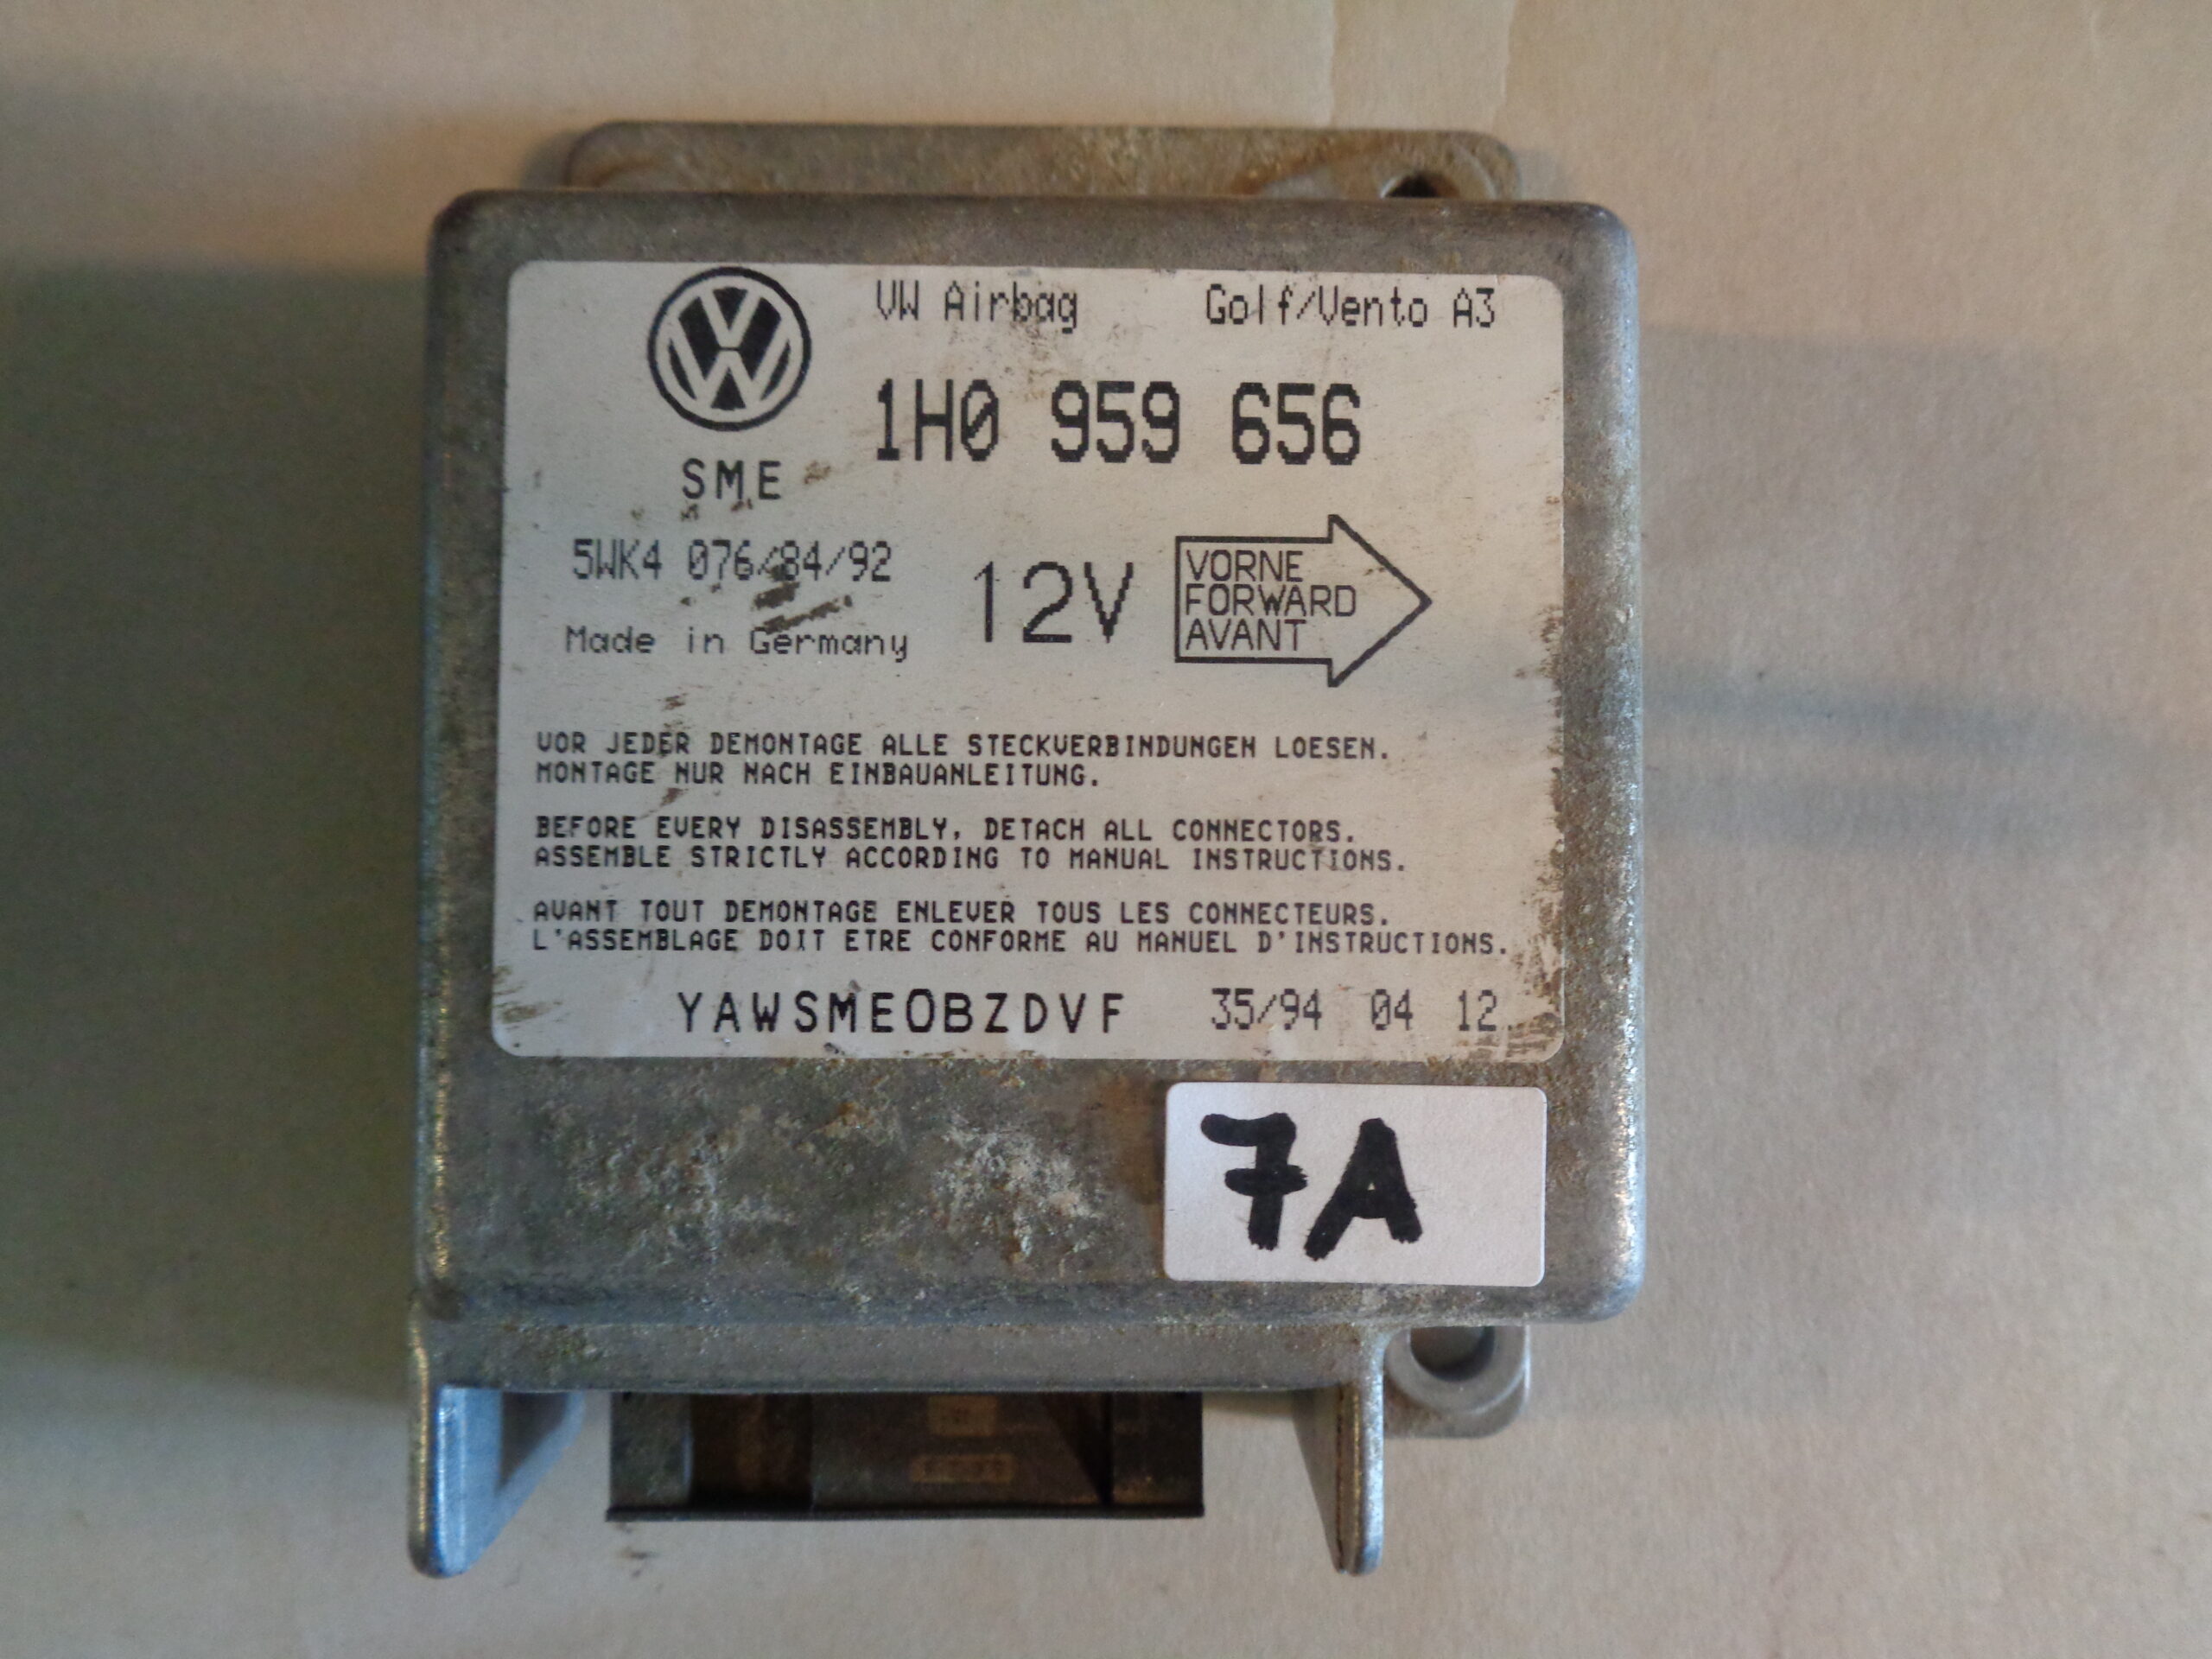 VW Airbag Golf/Vento A3
1H0 959 656
SME
5WK4 076/84/92
12V
VORNE
FORWARD
AVANT
Made in Germany
VOR JEDER DEMONTAGE ALLE STECKVERBINDUNGEN LOESEN.
MONTAGE NUR NACH EINBAUANLEITUNG.
BEFORE EVERY DISASSEMBLY, DETACH ALL CONNECTORS.
ASSEMBLE STRICTLY ACCORDING TO MANUAL INSTRUCTIONS.
AVANT TOUT DEMONTAGE ENLEVER TOUS LES CONNECTEURS.
L'ASSEMBLAGE DOIT ETRE CONFORME AU MANUEL D'INSTRUCTIONS.
YAWSMEOBZDVF 35/94 04 12
7A